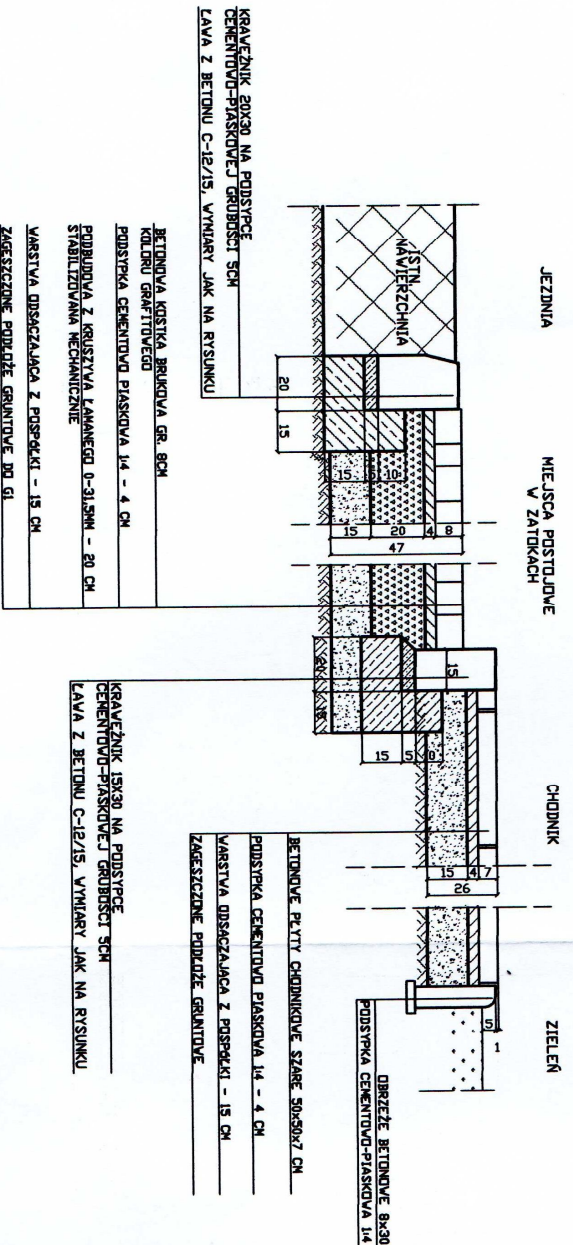 JEZDNIA
MIEJSCA POSTOJOWE
W ZATOKACH
CHODNIK
ZIELEŃ
ISTN.
NAWIERZCHNIA
20
15
15
5
10
15
20
4
8
47
15
20
15
15
5
0
15
4
7
26
5
1
KRAWĘŻNIK 20X30 NA PODSYPCE
CEMENTOWO-PIASKOWEJ GRUBOŚCI 5CM
ŁAWA Z BETONU C-12/15, WYMIARY JAK NA RYSUNKU
BETONOWA KOSTKA BRUKOWA GR. 8CM
KOLORU GRAFITOWEGO
PODSYPKA CEMENTOWO PIASKOWA 1:4 - 4 CM
PODBUDOWA Z KRUSZYWA ŁAMANEGO 0-31,5MM - 20 CM
STABILIZOWANA MECHANICZNIE
WARSTWA ODSĄCZAJĄCA Z POSPÓŁKI - 15 CM
ZAGĘSZCZONE PODŁOŻE GRUNTOWE DO G1
KRAWĘŻNIK 15X30 NA PODSYPCE
CEMENTOWO-PIASKOWEJ GRUBOŚCI 5CM
ŁAWA Z BETONU C-12/15, WYMIARY JAK NA RYSUNKU
BETONOWE PŁYTY CHODNIKOWE SZARE 50x50x7 CM
PODSYPKA CEMENTOWO PIASKOWA 1:4 - 4 CM
WARSTWA ODSĄCZAJĄCA Z POSPÓŁKI - 15 CM
ZAGĘSZCZONE PODŁOŻE GRUNTOWE
OBRZEŻE BETONOWE 8x30
PODSYPKA CEMENTOWO-PIASKOWA 1:4